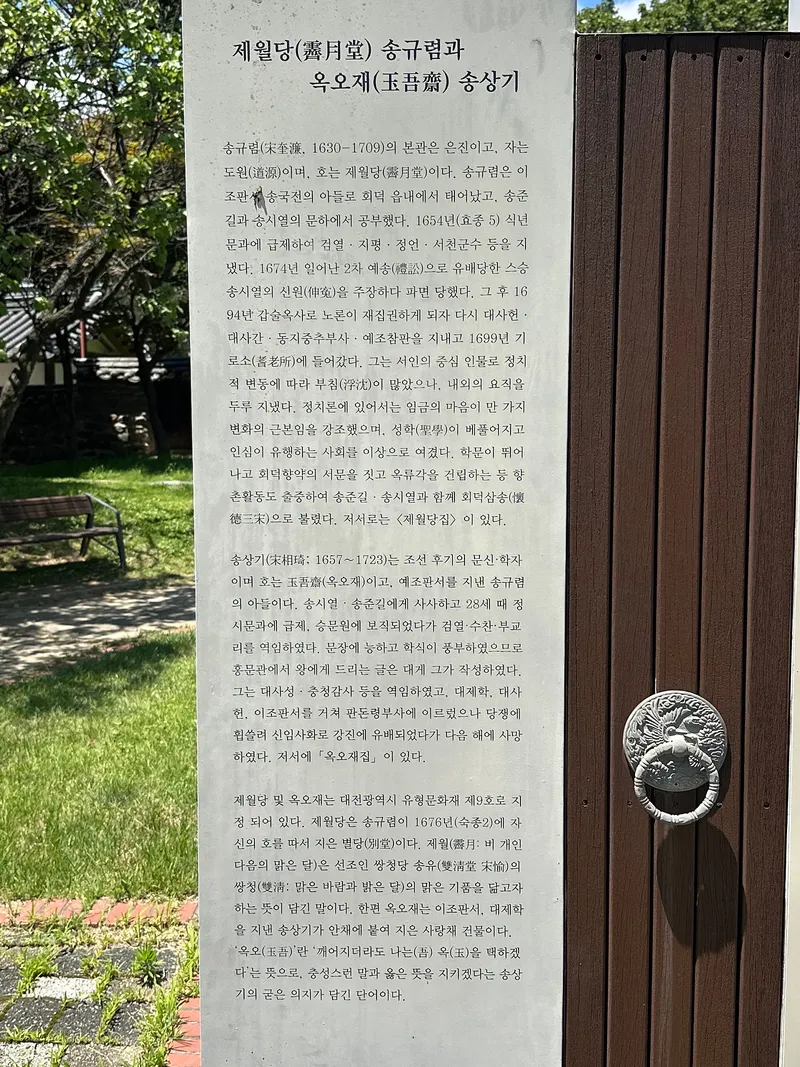 제월당(霽月堂) 송규렴과
옥오재(玉吾齋) 송상기
송규렴(宋奎濂, 1630-1709)의 본관은 은진이고, 자는
도원(道源)이며, 호는 제월당(霽月堂)이다. 송규렴은 이
조판서 송국전의 아들로 회덕 읍내에서 태어났고, 송준
길과 송시열의 문하에서 공부했다. 1654년(효종 5) 식년
문과에 급제하여 검열 · 지평 · 정언 · 서천군수 등을 지
냈다. 1674년 일어난 2차 예송(禮訟)으로 유배당한 스승
송시열의 신원(伸寃)을 주장하다 파면 당했다. 그 후 16
94년 갑술옥사로 노론이 재집권하게 되자 다시 대사헌 ·
대사간 · 동지중추부사 · 예조참판을 지내고 1699년 기
로소(耆老所)에 들어갔다. 그는 서인의 중심 인물로 정치
적 변동에 따라 부침(浮沈)이 많았으나, 내외의 요직을
두루 지냈다. 정치론에 있어서는 임금의 마음이 만 가지
변화의 근본임을 강조했으며, 성학(聖學)이 베풀어지고
인심이 유행하는 사회를 이상으로 여겼다. 학문이 뛰어
나고 회덕향약의 서문을 짓고 옥류각을 건립하는 등 향
촌활동도 출중하여 송준길 · 송시열과 함께 회덕삼송(懷
德三宋)으로 불렸다. 저서로는 〈제월당집〉이 있다.
송상기(宋相琦; 1657～1723)는 조선 후기의 문신·학자
이며 호는 玉吾齋(옥오재)이고, 예조판서를 지낸 송규렴
의 아들이다. 송시열 · 송준길에게 사사하고 28세 때 정
시문과에 급제, 승문원에 보직되었다가 검열·수찬·부교
리를 역임하였다. 문장에 능하고 학식이 풍부하였으므로
홍문관에서 왕에게 드리는 글은 대게 그가 작성하였다.
그는 대사성 · 충청감사 등을 역임하였고, 대제학, 대사
헌, 이조판서를 거쳐 판돈령부사에 이르렀으나 당쟁에
휩쓸려 신임사화로 강진에 유배되었다가 다음 해에 사망
하였다. 저서에「옥오재집」이 있다.
제월당 및 옥오재는 대전광역시 유형문화재 제9호로 지
정 되어 있다. 제월당은 송규렴이 1676년(숙종2)에 자
신의 호를 따서 지은 별당(別堂)이다. 제월(霽月: 비 개인
다음의 맑은 달)은 선조인 쌍청당 송유(雙淸堂 宋愉)의
쌍청(雙淸; 맑은 바람과 밝은 달)의 맑은 기품을 닮고자
하는 뜻이 담긴 말이다. 한편 옥오재는 이조판서, 대제학
을 지낸 송상기가 안채에 붙여 지은 사랑채 건물이다.
‘옥오(玉吾)’란 ‘깨어지더라도 나는(吾) 옥(玉)을 택하겠
다’는 뜻으로, 충성스런 말과 옳은 뜻을 지키겠다는 송상
기의 굳은 의지가 담긴 단어이다.